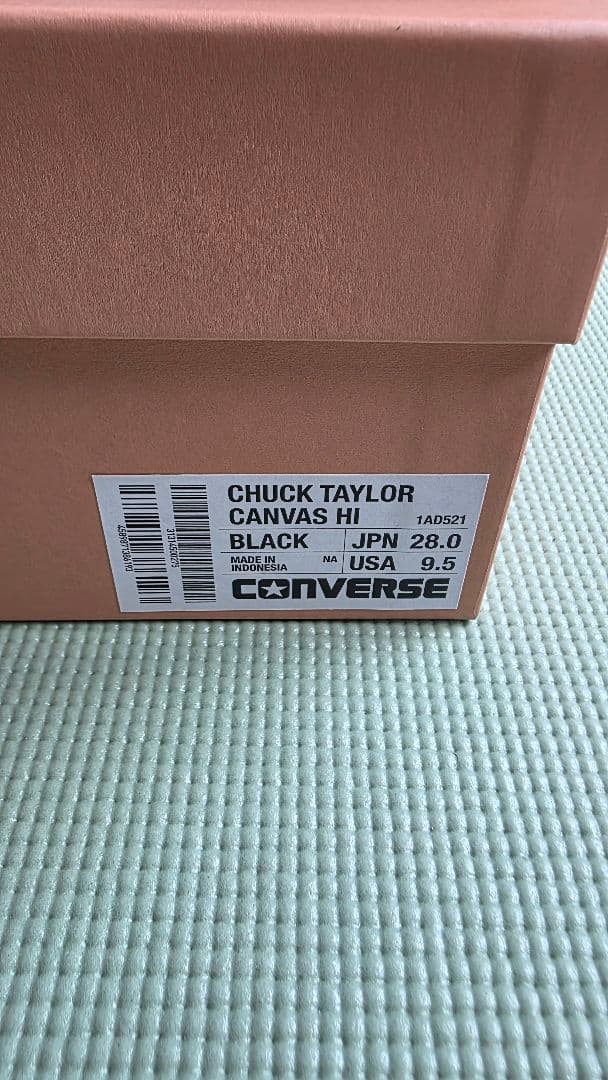 CHUCK TAYLOR
CANVAS HI 1AD521
BLACK JPN 28.0
MADE IN INDONESIA NA USA 9.5
CONVERSE